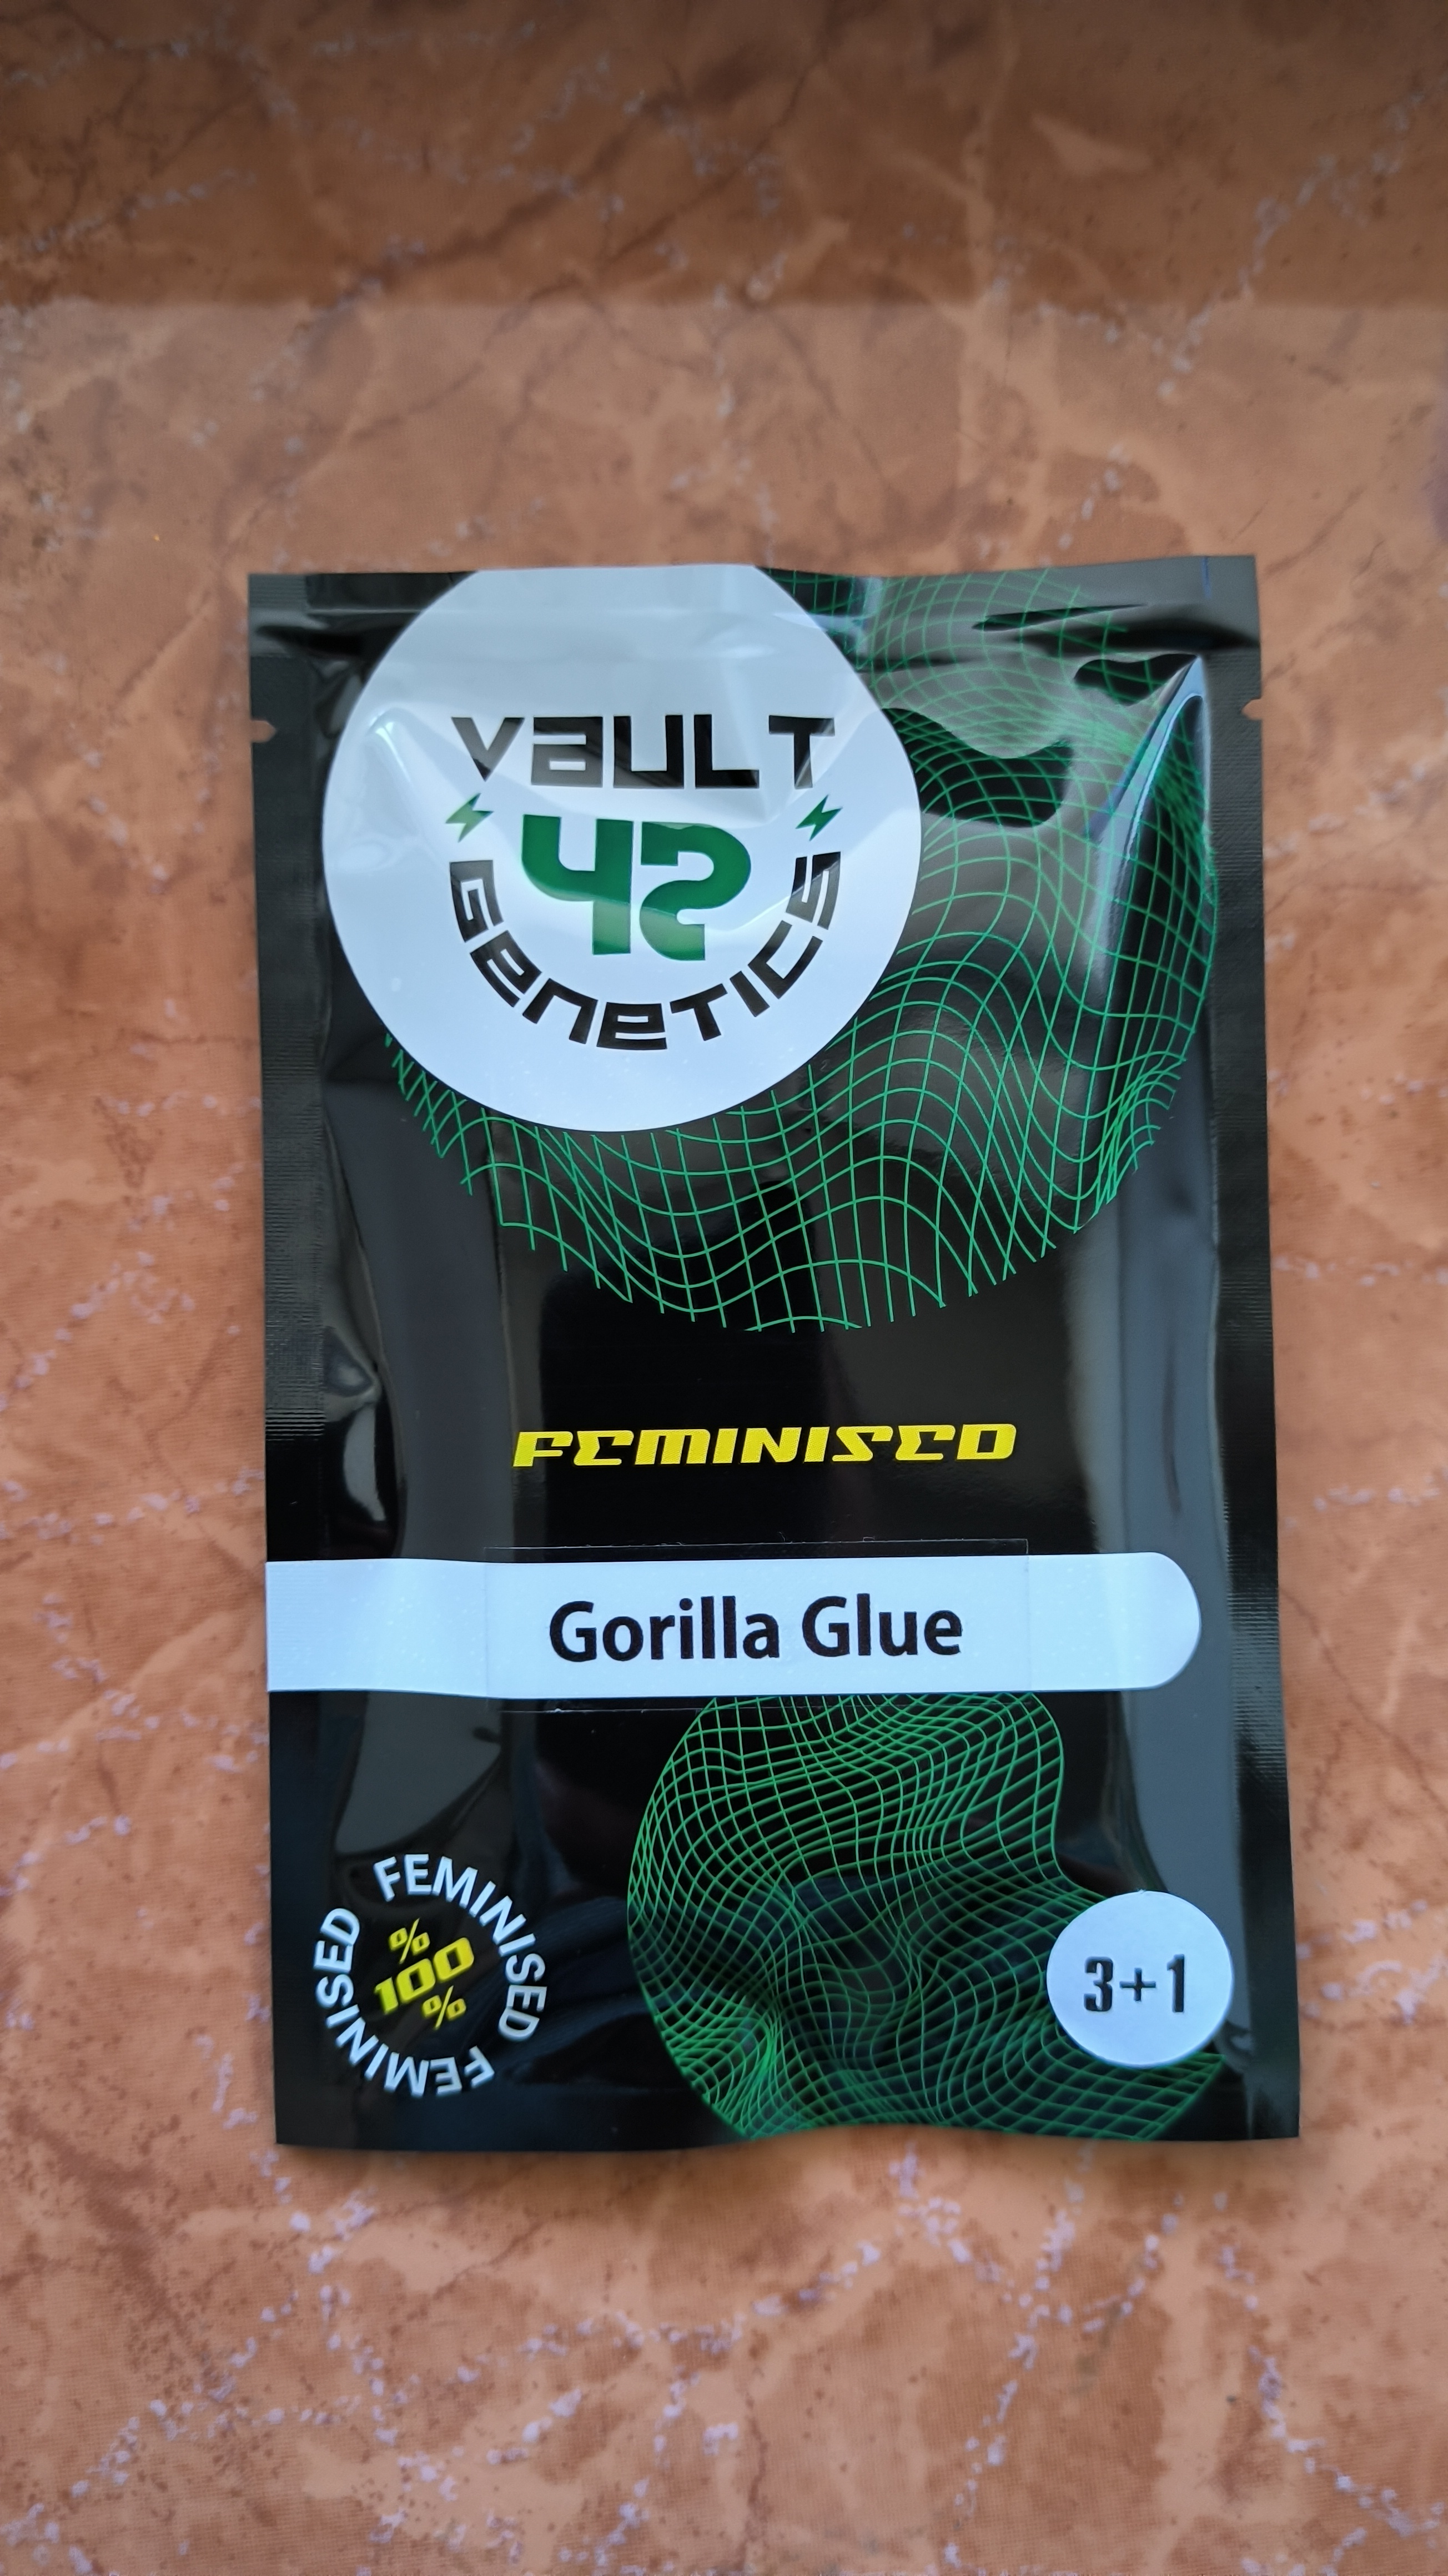 VAULT
42
GENETICS
FEMINISED
Gorilla Glue
FEMINISED
%
100
%
FEMINISED
3+1